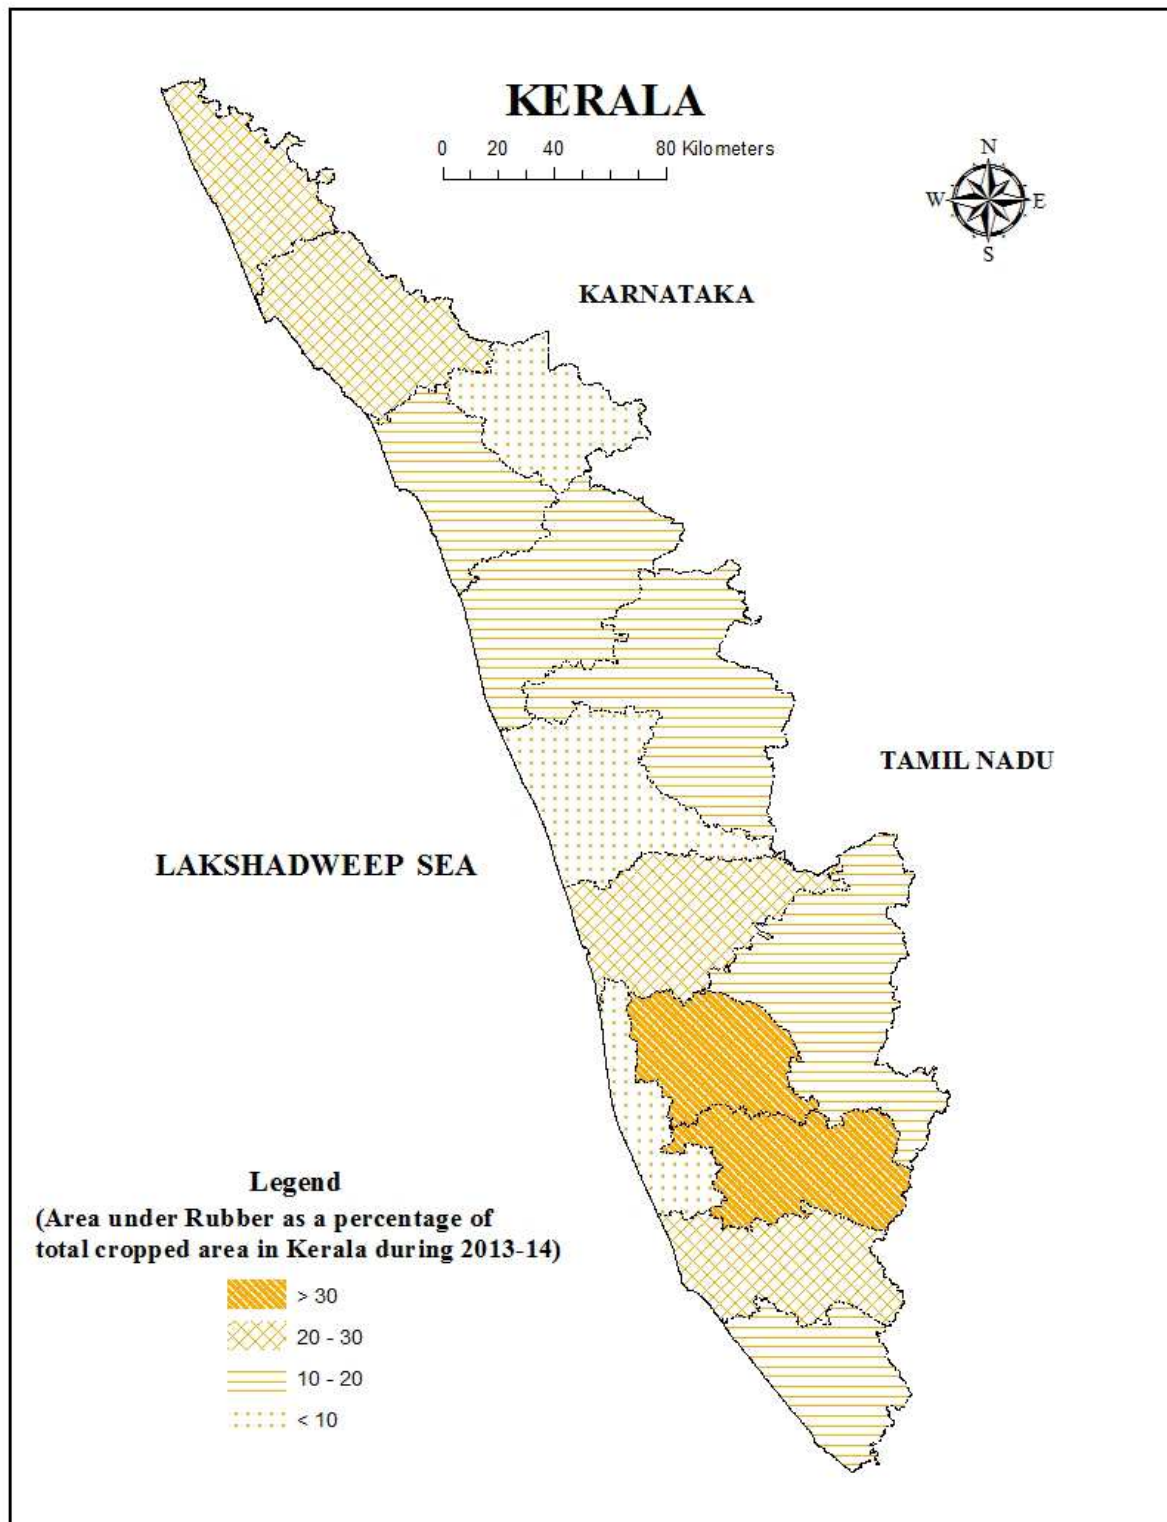 KERALA
0 20 40 80 Kilometers
N
W E
S
KARNATAKA
TAMIL NADU
LAKSHADWEEP SEA
Legend
(Area under Rubber as a percentage of
total cropped area in Kerala during 2013-14)
> 30
20 - 30
10 - 20
< 10